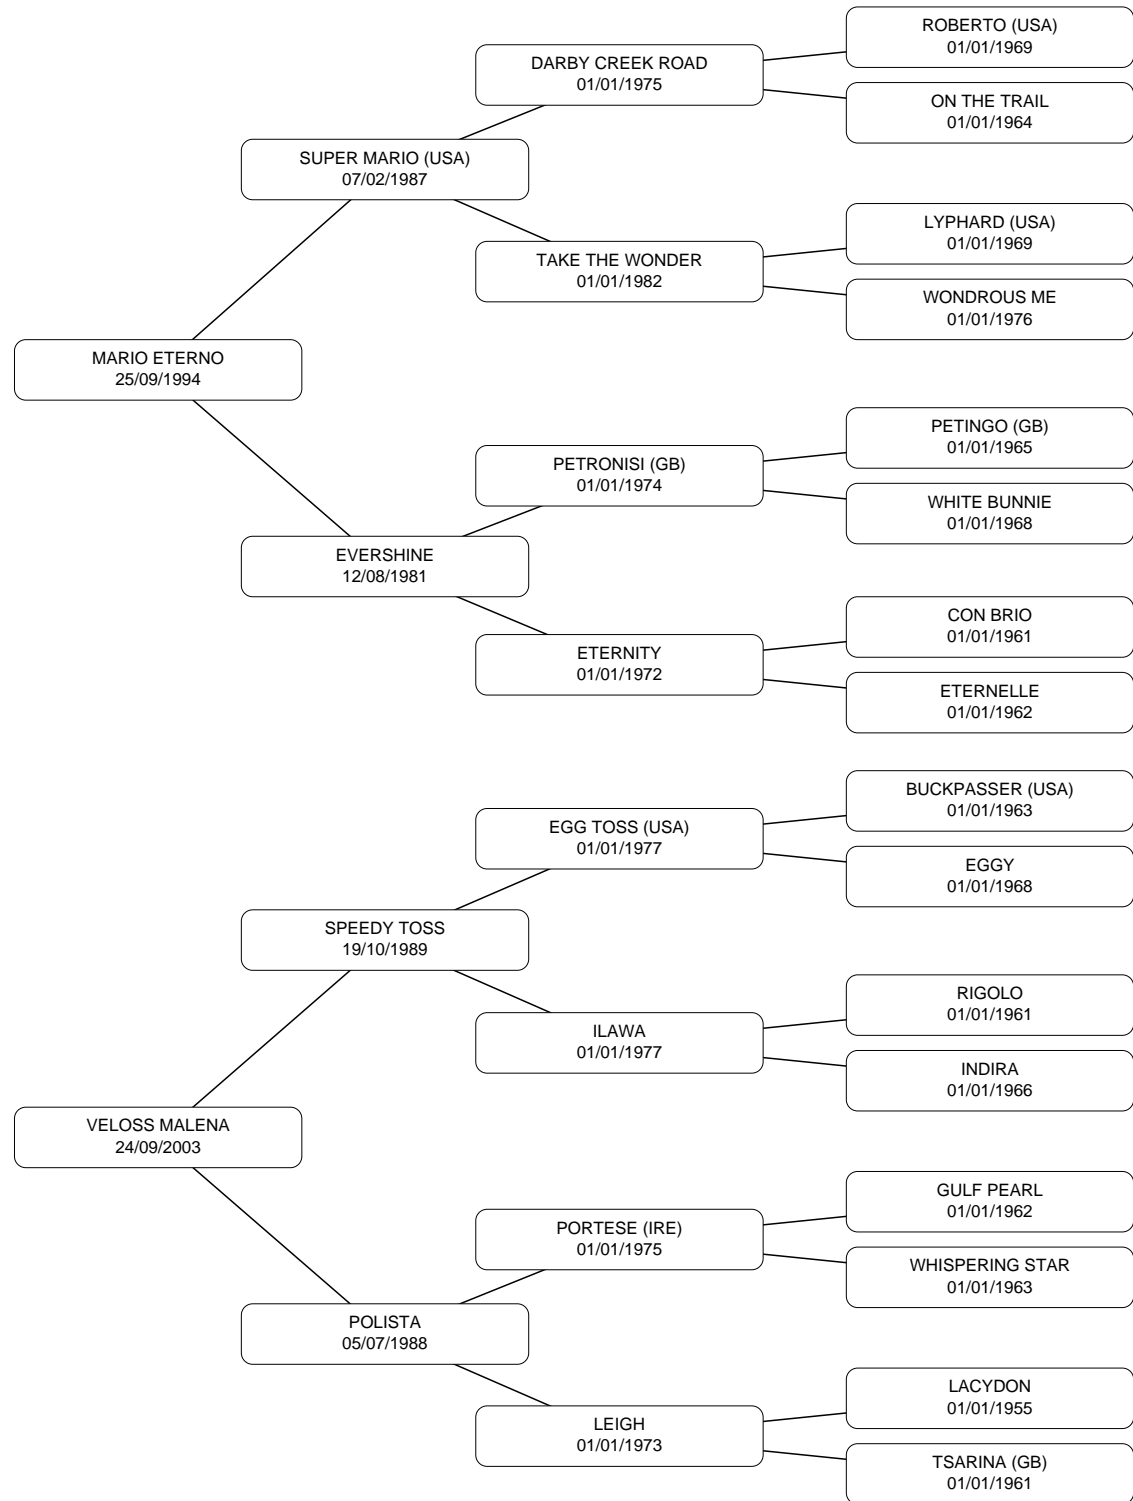 ROBERTO (USA)
01/01/1969
DARBY CREEK ROAD
01/01/1975
ON THE TRAIL
01/01/1964
SUPER MARIO (USA)
07/02/1987
LYPHARD (USA)
01/01/1969
TAKE THE WONDER
01/01/1982
WONDROUS ME
01/01/1976
MARIO ETERNO
25/09/1994
PETINGO (GB)
01/01/1965
PETRONISI (GB)
01/01/1974
WHITE BUNNIE
01/01/1968
EVERSHINE
12/08/1981
CON BRIO
01/01/1961
ETERNITY
01/01/1972
ETERNELLE
01/01/1962
BUCKPASSER (USA)
01/01/1963
EGG TOSS (USA)
01/01/1977
EGGY
01/01/1968
SPEEDY TOSS
19/10/1989
RIGOLO
01/01/1961
ILAWA
01/01/1977
INDIRA
01/01/1966
VELOSS MALENA
24/09/2003
GULF PEARL
01/01/1962
PORTESE (IRE)
01/01/1975
WHISPERING STAR
01/01/1963
POLISTA
05/07/1988
LACYDON
01/01/1955
LEIGH
01/01/1973
TSARINA (GB)
01/01/1961